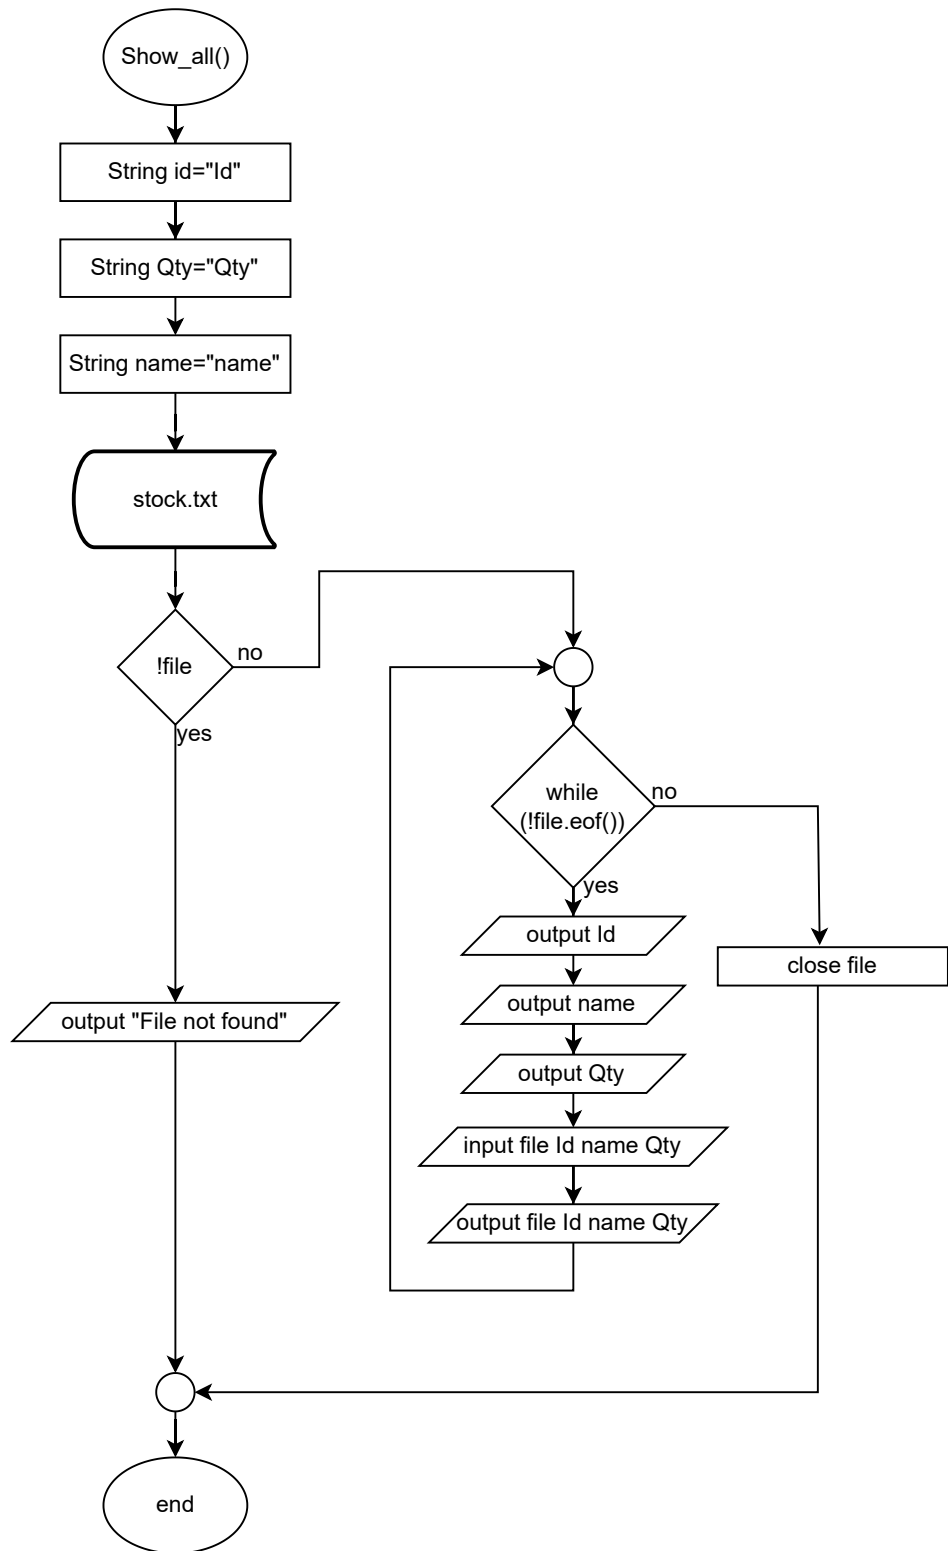 Show_all()
String id="Id"
String Qty="Qty"
String name="name"
stock.txt
!file
no
yes
while
(!file.eof())
no
yes
output Id
close file
output name
output "File not found"
output Qty
input file Id name Qty
output file Id name Qty
end